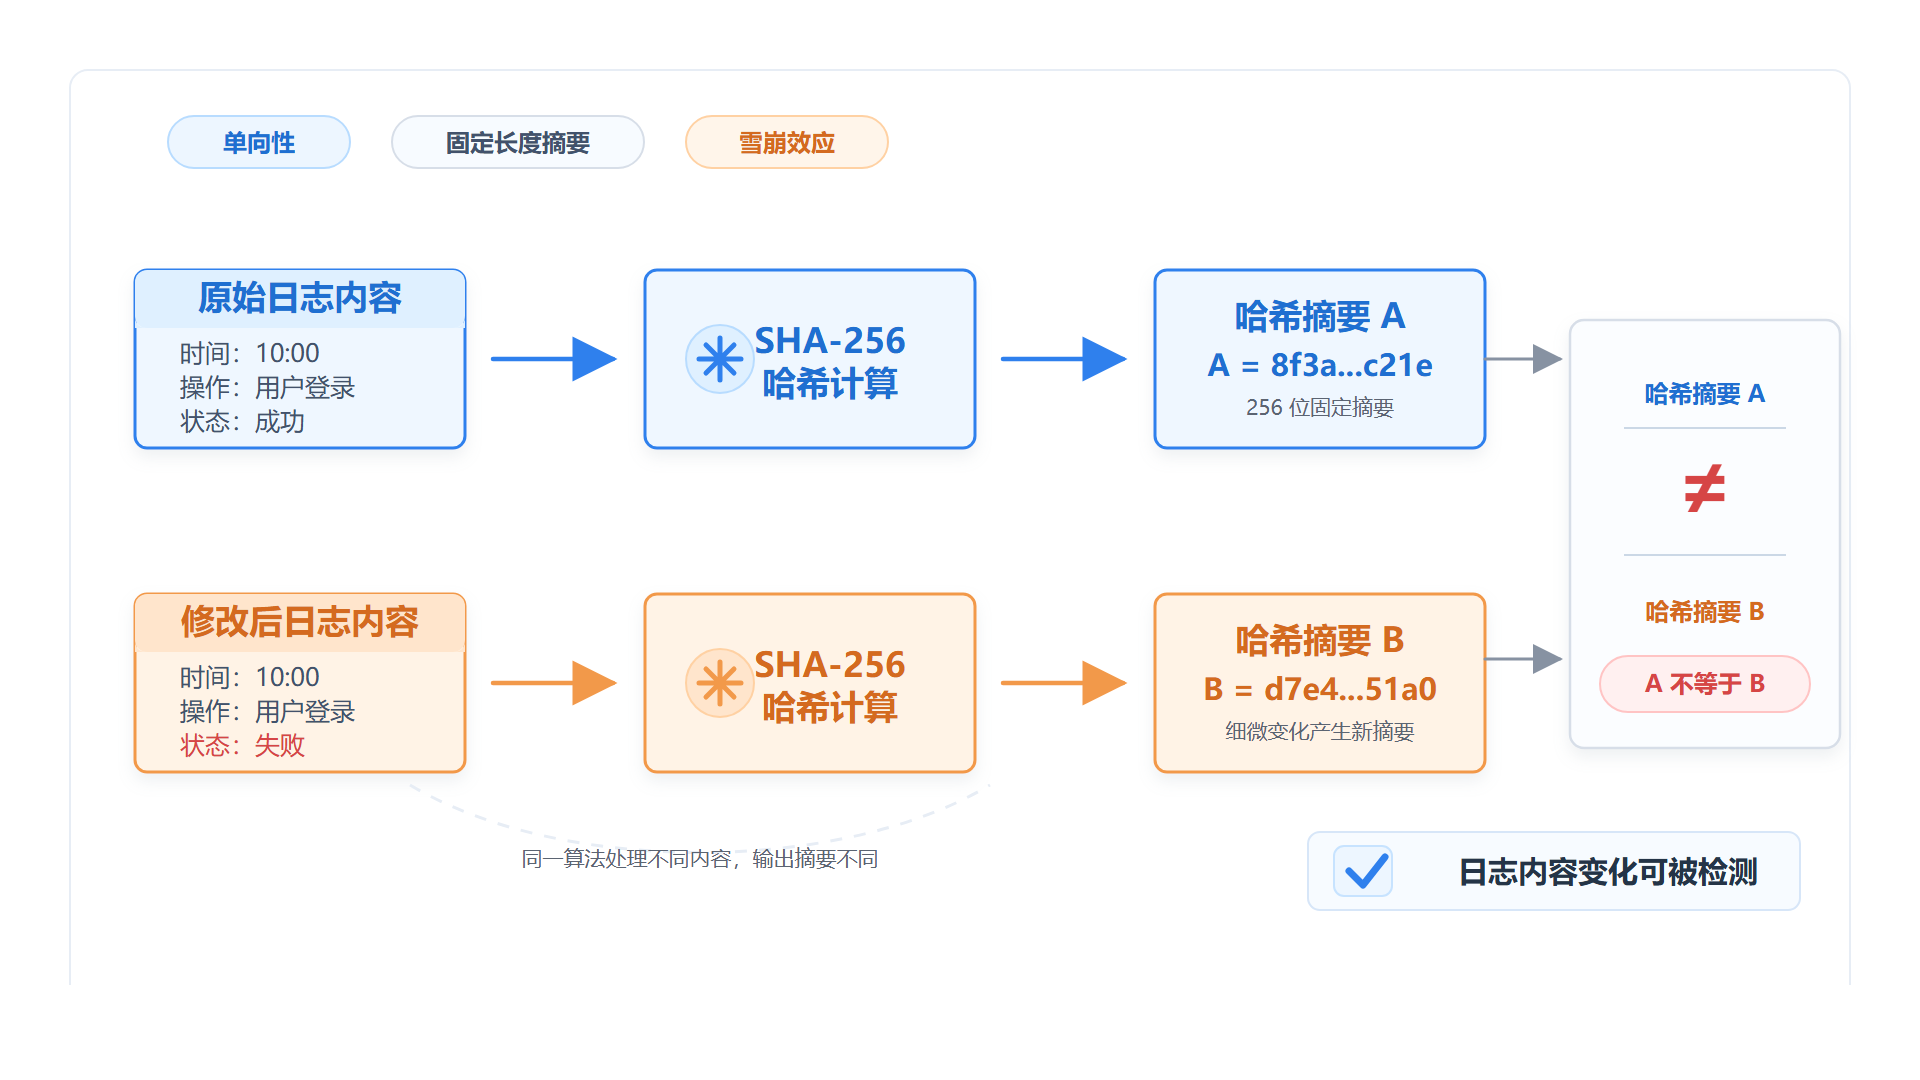 单向性
固定长度摘要
雪崩效应
原始日志内容
时间：10:00
操作：用户登录
状态：成功
SHA-256
哈希计算
哈希摘要 A
A = 8f3a...c21e
256 位固定摘要
哈希摘要 A
≠
哈希摘要 B
A 不等于 B
修改后日志内容
时间：10:00
操作：用户登录
状态：失败
SHA-256
哈希计算
哈希摘要 B
B = d7e4...51a0
细微变化产生新摘要
同一算法处理不同内容，输出摘要不同
日志内容变化可被检测